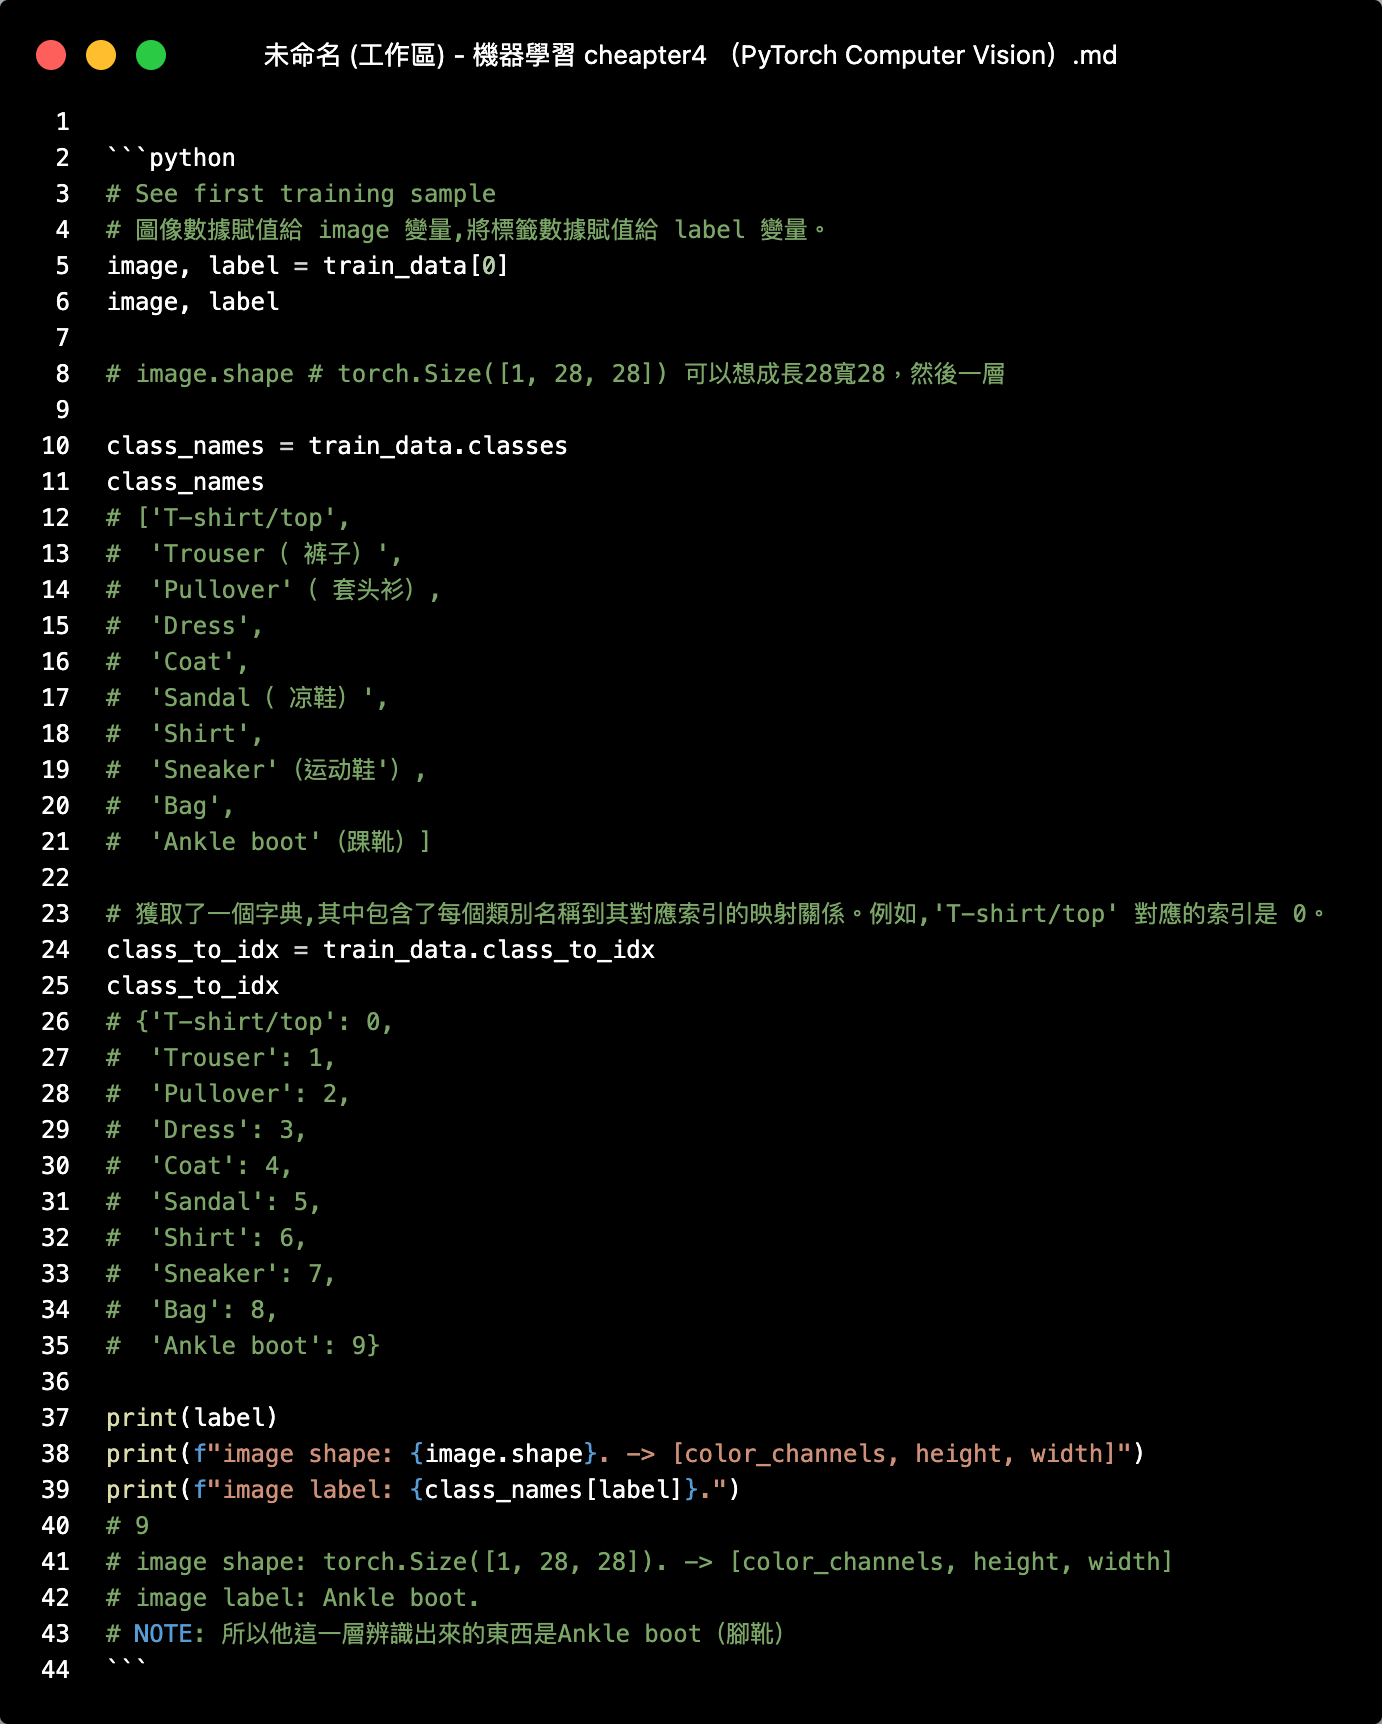 未命名 (工作區) - 機器學習 cheapter4 （PyTorch Computer Vision）.md
1
2 ```python
3 # See first training sample
4 # 圖像數據賦值給 image 變量,將標籤數據賦值給 label 變量。
5 image, label = train_data[0]
6 image, label
7
8 # image.shape # torch.Size([1, 28, 28]) 可以想成長28寬28，然後一層
9
10 class_names = train_data.classes
11 class_names
12 # ['T-shirt/top',
13 #  'Trouser（ 裤子）',
14 #  'Pullover'（ 套头衫）,
15 #  'Dress',
16 #  'Coat',
17 #  'Sandal（ 凉鞋）',
18 #  'Shirt',
19 #  'Sneaker'（运动鞋'）,
20 #  'Bag',
21 #  'Ankle boot'（踝靴）]
22
23 # 獲取了一個字典,其中包含了每個類別名稱到其對應索引的映射關係。例如,'T-shirt/top' 對應的索引是 0。
24 class_to_idx = train_data.class_to_idx
25 class_to_idx
26 # {'T-shirt/top': 0,
27 #  'Trouser': 1,
28 #  'Pullover': 2,
29 #  'Dress': 3,
30 #  'Coat': 4,
31 #  'Sandal': 5,
32 #  'Shirt': 6,
33 #  'Sneaker': 7,
34 #  'Bag': 8,
35 #  'Ankle boot': 9}
36
37 print(label)
38 print(f"image shape: {image.shape}. -> [color_channels, height, width]")
39 print(f"image label: {class_names[label]}.")
40 # 9
41 # image shape: torch.Size([1, 28, 28]). -> [color_channels, height, width]
42 # image label: Ankle boot.
43 # NOTE: 所以他這一層辨識出來的東西是Ankle boot（腳靴）
44 ```